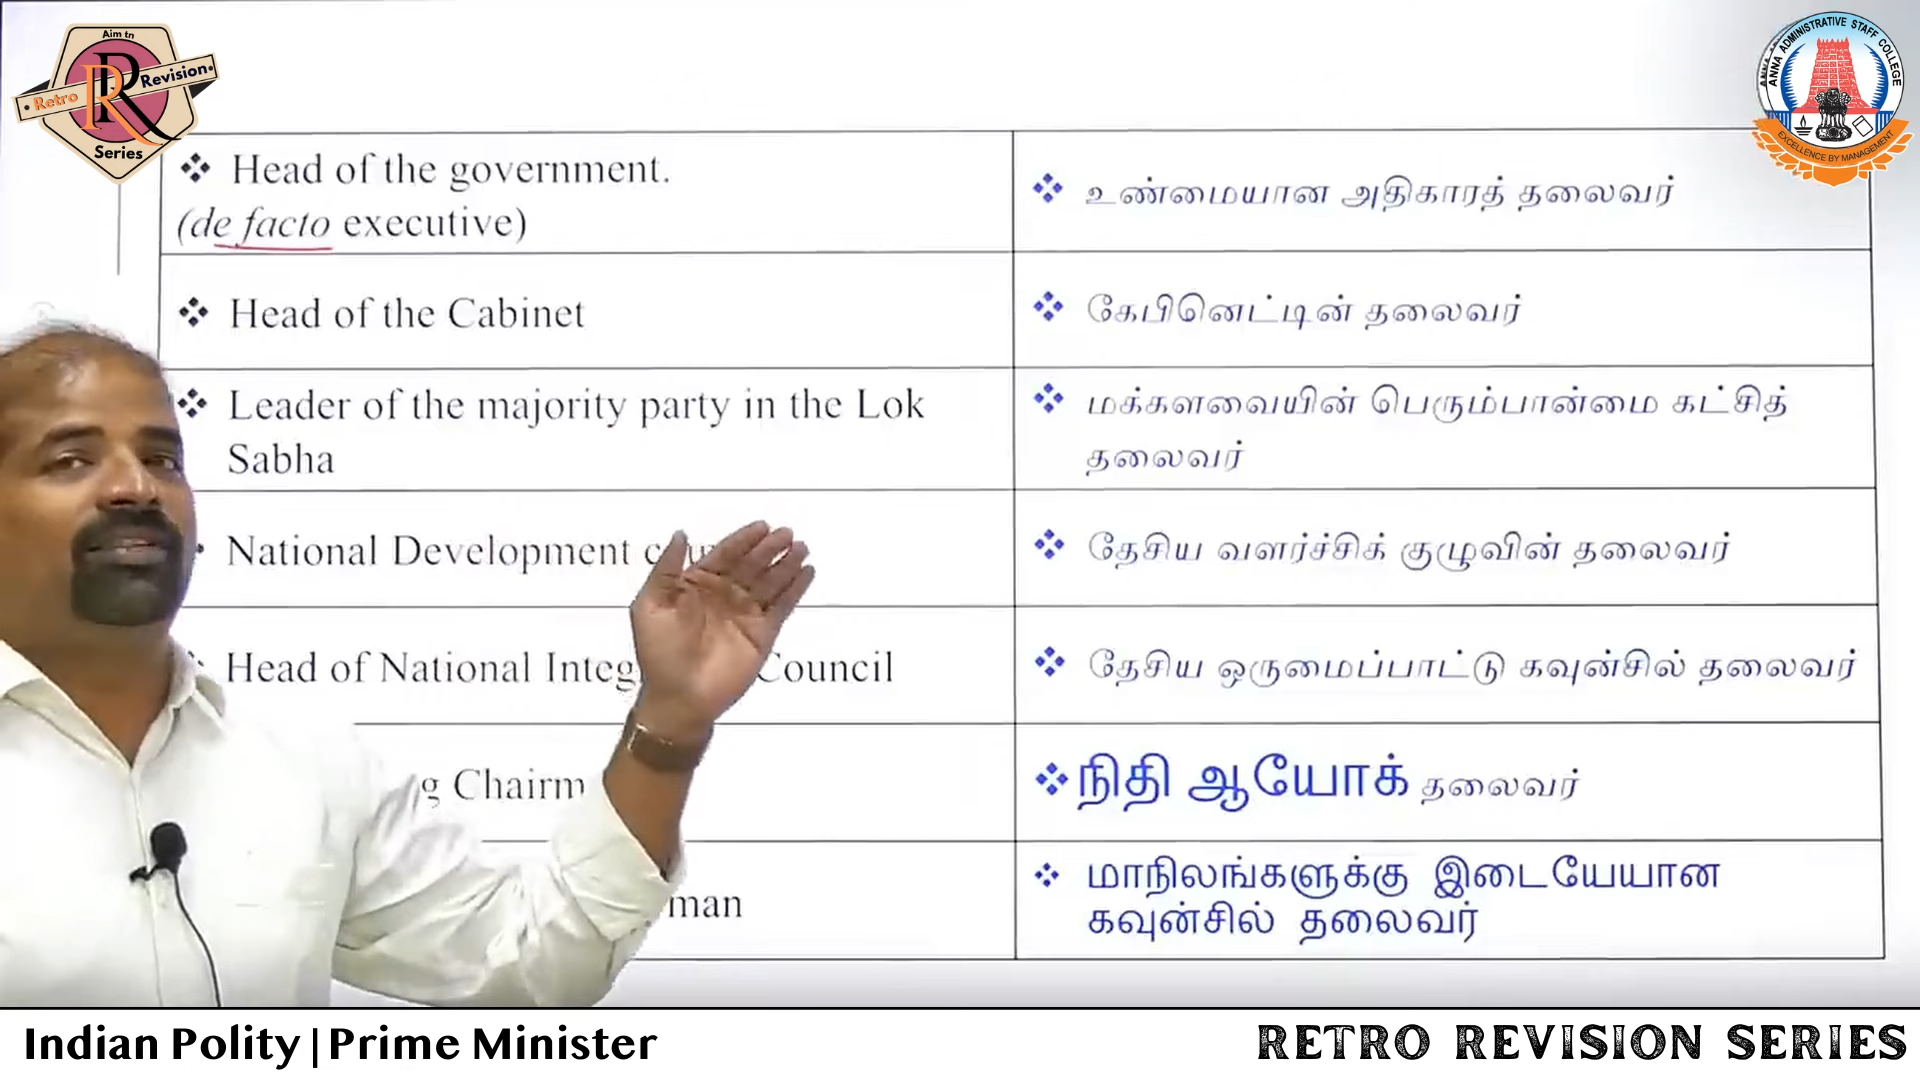 Aim tn
Retro
RR
Revision
Series
ANNA ADMINISTRATIVE STAFF COLLEGE
EXCELLENCE BY MANAGEMENT
Head of the government.
(de facto executive)
உண்மையான அதிகாரத் தலைவர்
Head of the Cabinet
கேபினெட்டின் தலைவர்
Leader of the majority party in the Lok
Sabha
மக்களவையின் பெரும்பான்மை கட்சித்
தலைவர்
National Development
தேசிய வளர்ச்சிக் குழுவின் தலைவர்
Head of National Council
தேசிய ஒருமைப்பாட்டு கவுன்சில் தலைவர்
நிதி ஆயோக் தலைவர்
மாநிலங்களுக்கு இடையேயான
கவுன்சில் தலைவர்
Indian Polity|Prime Minister
RETRO REVISION SERIES